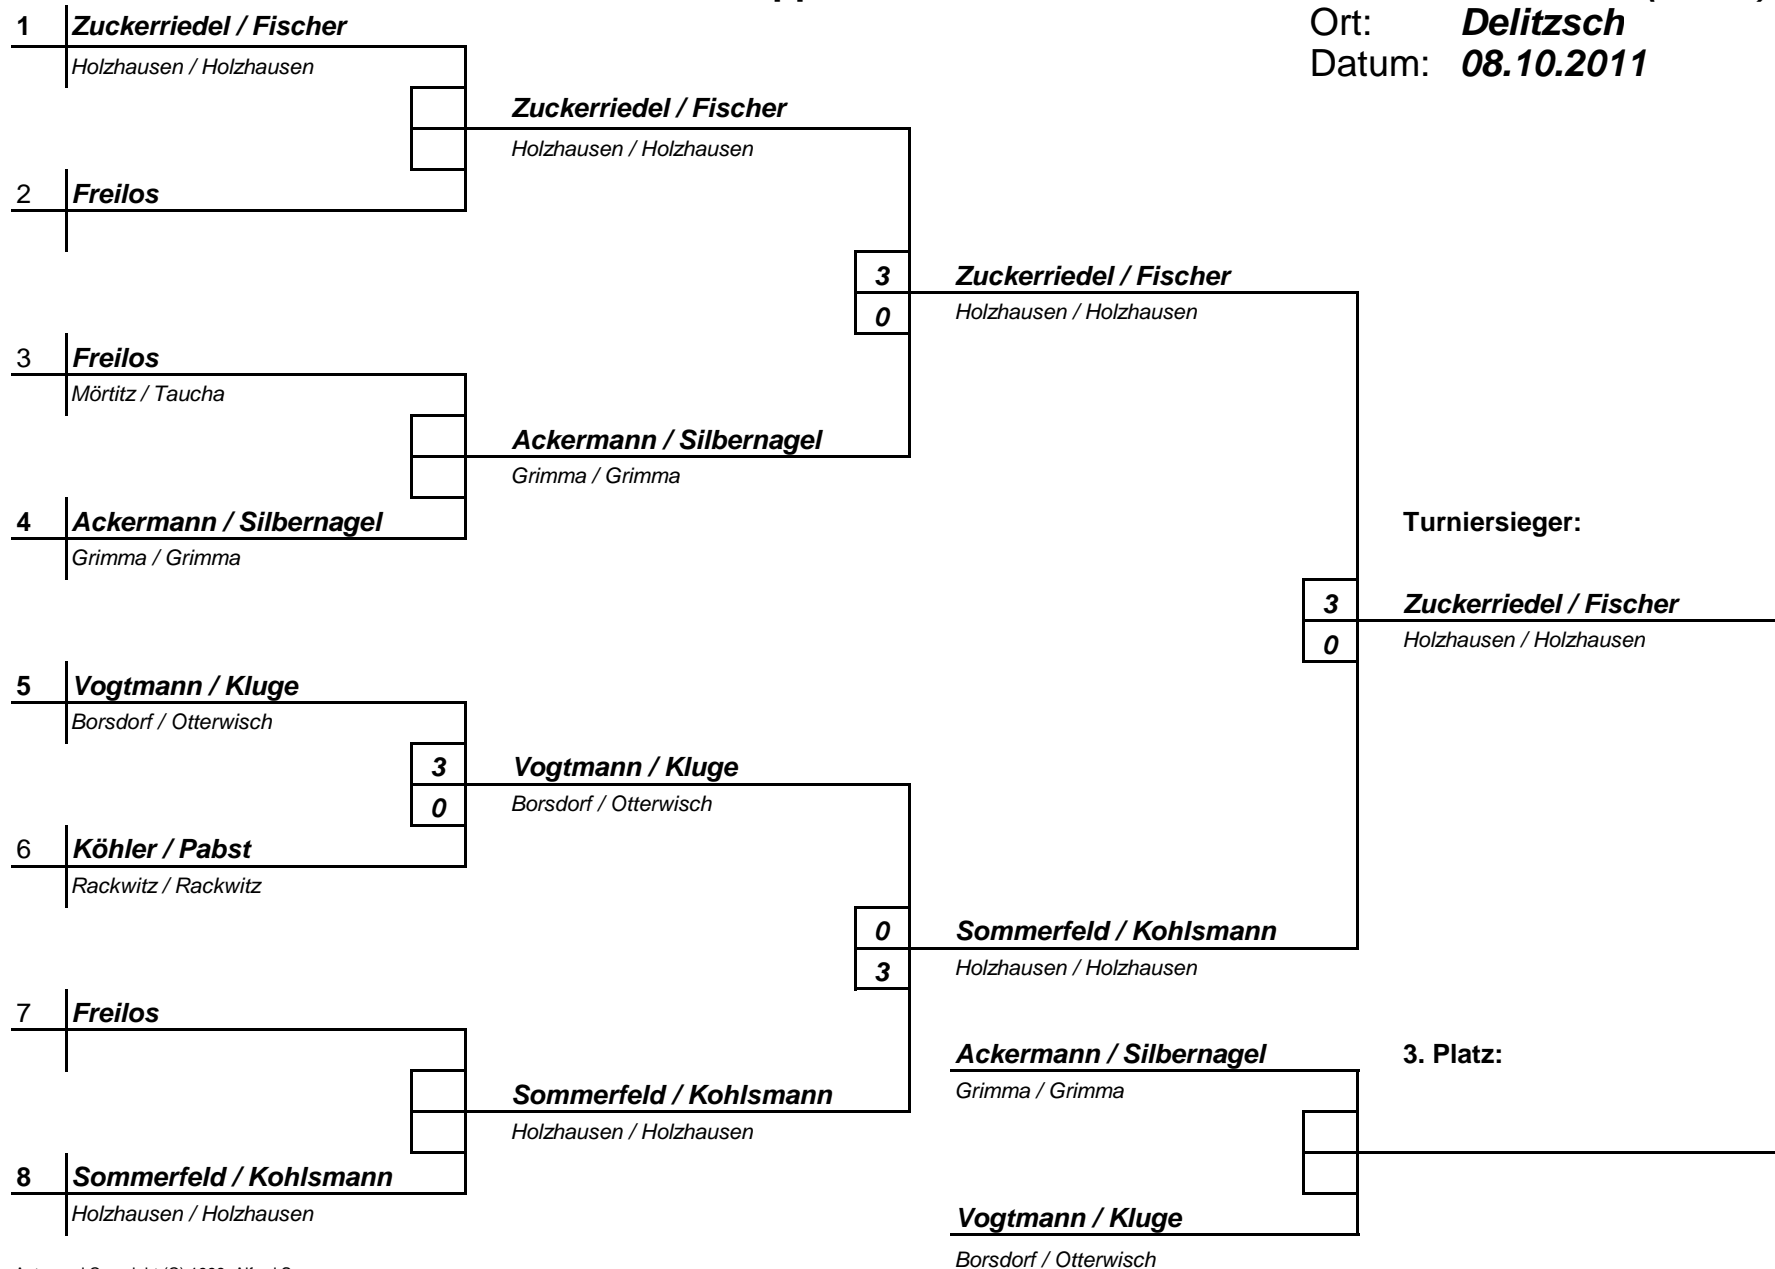 Ort: Delitzsch
Datum: 08.10.2011
1 Zuckerriedel / Fischer
Holzhausen / Holzhausen
Zuckerriedel / Fischer
Holzhausen / Holzhausen
2 Freilos
3 Zuckerriedel / Fischer
0 Holzhausen / Holzhausen
3 Freilos
Mörtitz / Taucha
Ackermann / Silbernagel
Grimma / Grimma
4 Ackermann / Silbernagel
Grimma / Grimma
Turniersieger:
3 Zuckerriedel / Fischer
0 Holzhausen / Holzhausen
5 Vogtmann / Kluge
Borsdorf / Otterwisch
3 Vogtmann / Kluge
0 Borsdorf / Otterwisch
6 Köhler / Pabst
Rackwitz / Rackwitz
0 Sommerfeld / Kohlsmann
3 Holzhausen / Holzhausen
7 Freilos
Ackermann / Silbernagel
Grimma / Grimma
3. Platz:
Sommerfeld / Kohlsmann
Holzhausen / Holzhausen
8 Sommerfeld / Kohlsmann
Holzhausen / Holzhausen
Vogtmann / Kluge
Borsdorf / Otterwisch